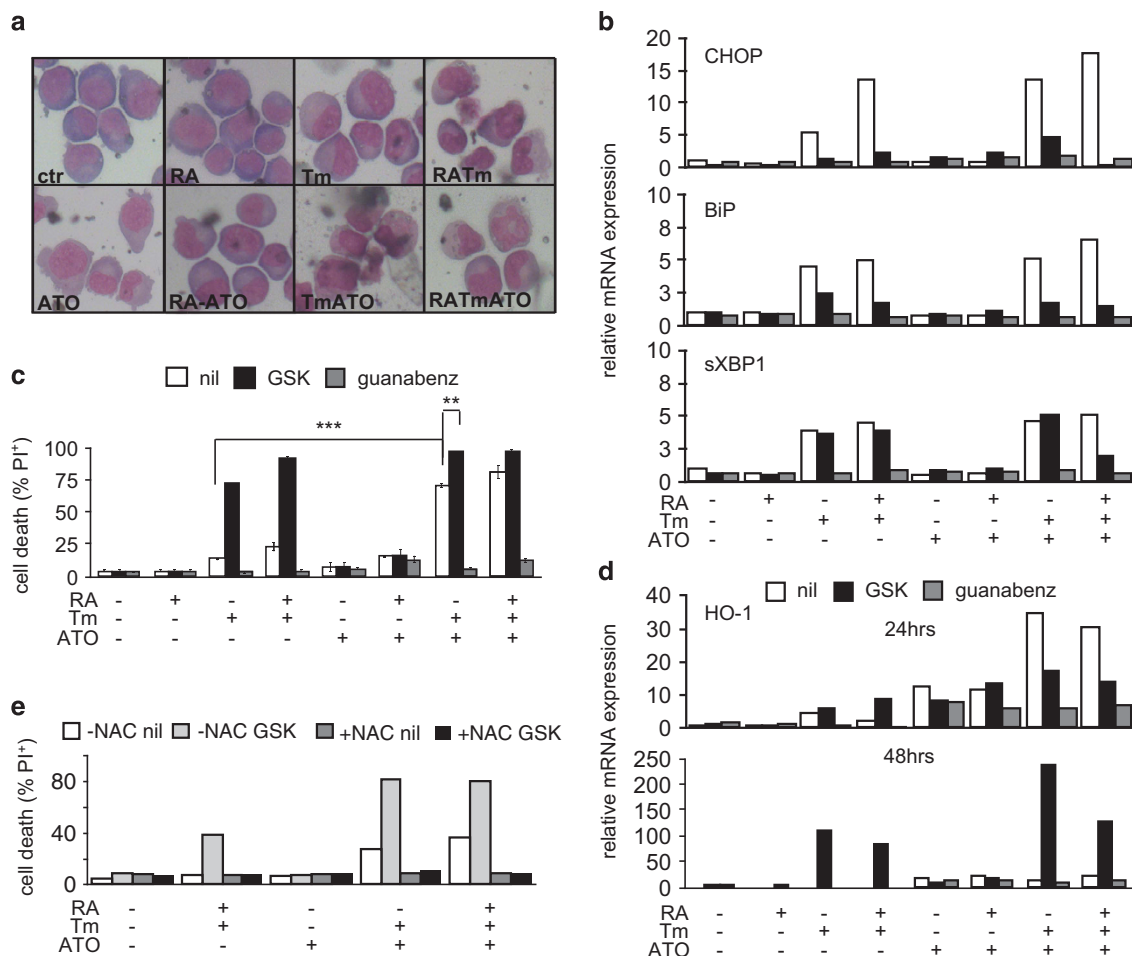 a
ctr
RA
Tm
RATm
ATO
RA-ATO
TmATO
RATmATO
b
relative mRNA expression
CHOP
20
15
10
5
0
BiP
10
8
5
3
0
sXBP1
10
8
5
3
0
RA - + - + - + - +
Tm - - + + - - + +
ATO - - - - + + + +
c
nil GSK guanabenz
cell death (% PI+)
100
75
50
25
0
***
**
RA - + - + - + - +
Tm - - + + - - + +
ATO - - - - + + + +
d
nil GSK guanabenz
HO-1
24hrs
relative mRNA expression
40
30
20
10
0
48hrs
250
200
150
100
50
0
RA - + - + - + - +
Tm - - + + - - + +
ATO - - - - + + + +
e
-NAC nil -NAC GSK +NAC nil +NAC GSK
cell death (% PI+)
80
40
0
RA - + - - +
Tm - + - + +
ATO - - + + +